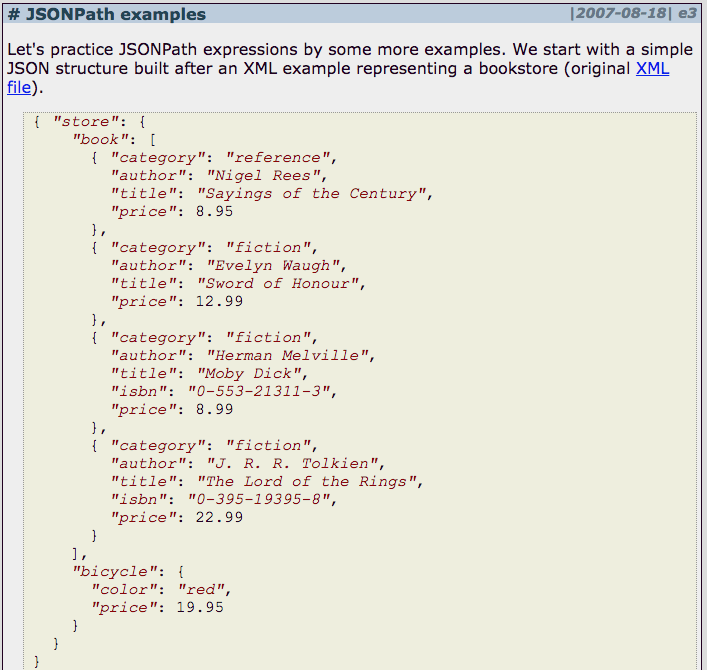 # JSONPath examples |2007-08-18| e3
Let's practice JSONPath expressions by some more examples. We start with a simple
JSON structure built after an XML example representing a bookstore (original XML
file).
{ "store": {
    "book": [
      { "category": "reference",
        "author": "Nigel Rees",
        "title": "Sayings of the Century",
        "price": 8.95
      },
      { "category": "fiction",
        "author": "Evelyn Waugh",
        "title": "Sword of Honour",
        "price": 12.99
      },
      { "category": "fiction",
        "author": "Herman Melville",
        "title": "Moby Dick",
        "isbn": "0-553-21311-3",
        "price": 8.99
      },
      { "category": "fiction",
        "author": "J. R. R. Tolkien",
        "title": "The Lord of the Rings",
        "isbn": "0-395-19395-8",
        "price": 22.99
      }
    ],
    "bicycle": {
      "color": "red",
      "price": 19.95
    }
  }
}